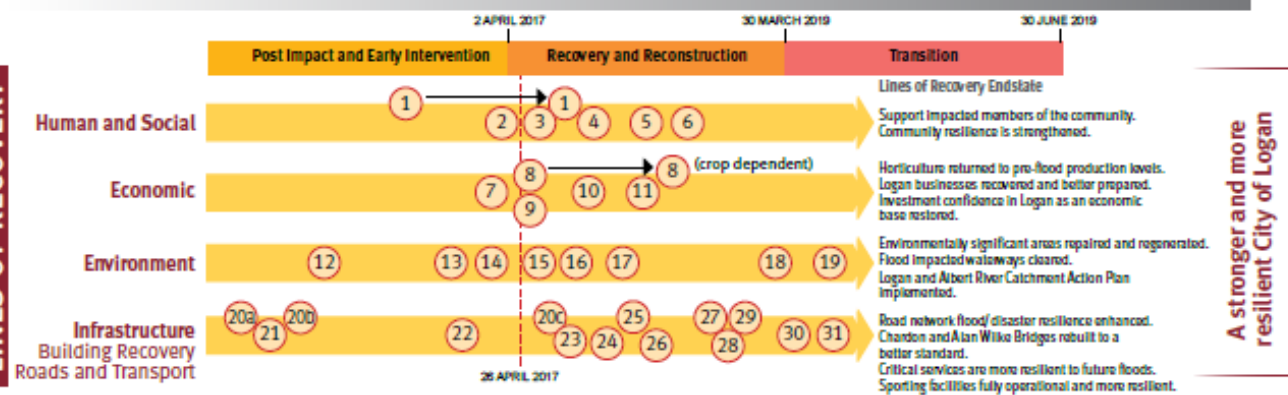 2 APRIL 2017
30 MARCH 2019
30 JUNE 2019
Post Impact and Early Intervention
Recovery and Reconstruction
Transition
Lines of Recovery Endstate
Human and Social
1
1
2
3
4
5
6
Support impacted members of the community.
Community resilience is strengthened.
Economic
7
8
8
(crop dependent)
9
10
11
Horticulture returned to pre-flood production levels.
Logan businesses recovered and better prepared.
Investment confidence in Logan as an economic
base restored.
Environment
12
13
14
15
16
17
18
19
Environmentally significant areas repaired and regenerated.
Flood impacted waterways cleared.
Logan and Albert River Catchment Action Plan
implemented.
Infrastructure
Building Recovery
Roads and Transport
20a
21
20b
22
20c
23
24
25
26
27
28
29
30
31
Road network flood/disaster resilience enhanced.
Chardon and Alan Wilke Bridges rebuilt to a
better standard.
Critical services are more resilient to future floods.
Sporting facilities fully operational and more resilient.
26 APRIL 2017
A stronger and more
resilient City of Logan